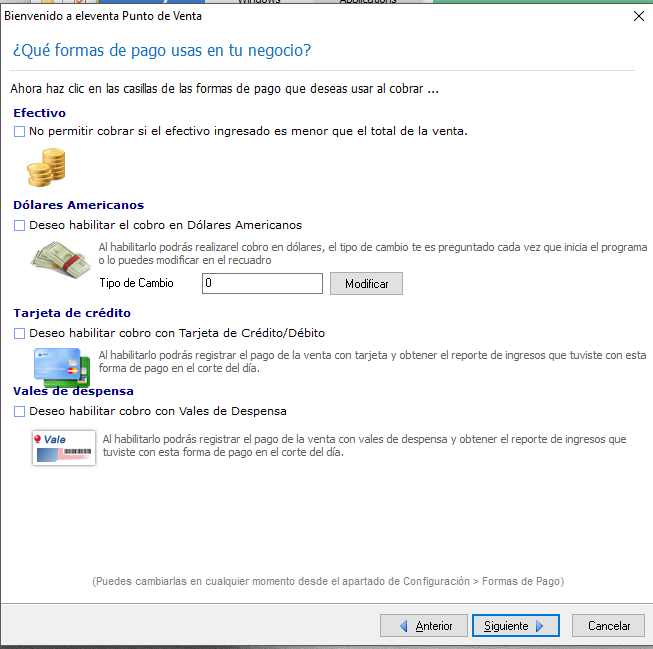 Windows
Applications
Bienvenido a eleventa Punto de Venta
¿Qué formas de pago usas en tu negocio?
Ahora haz clic en las casillas de las formas de pago que deseas usar al cobrar ...
Efectivo
No permitir cobrar si el efectivo ingresado es menor que el total de la venta.
Dólares Americanos
Deseo habilitar el cobro en Dólares Americanos
Al habilitarlo podrás realizarel cobro en dólares, el tipo de cambio te es preguntado cada vez que inicia el programa
o lo puedes modificar en el recuadro
Tipo de Cambio 0 Modificar
Tarjeta de crédito
Deseo habilitar cobro con Tarjeta de Crédito/Débito
Al habilitarlo podrás registrar el pago de la venta con tarjeta y obtener el reporte de ingresos que tuviste con esta
forma de pago en el corte del día.
Vales de despensa
Deseo habilitar cobro con Vales de Despensa
Vale
Al habilitarlo podrás registrar el pago de la venta con vales de despensa y obtener el reporte de ingresos que
tuviste con esta forma de pago en el corte del día.
(Puedes cambiarlas en cualquier momento desde el apartado de Configuración > Formas de Pago)
Anterior Siguiente Cancelar